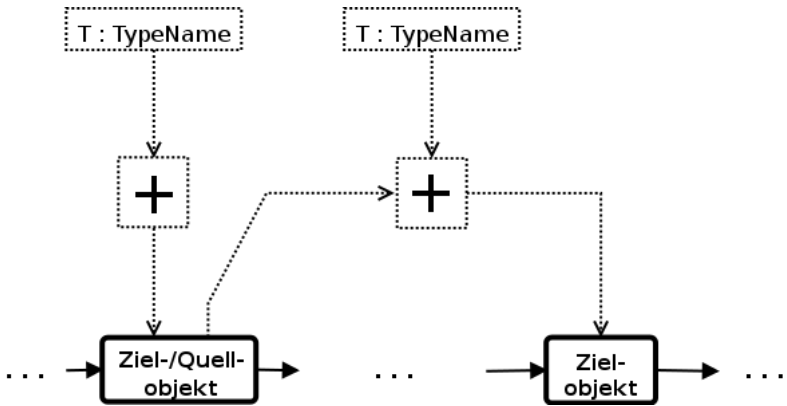 T : TypeName
T : TypeName
+
+
Ziel-/Quell-
objekt
Ziel-
objekt
...
...
...